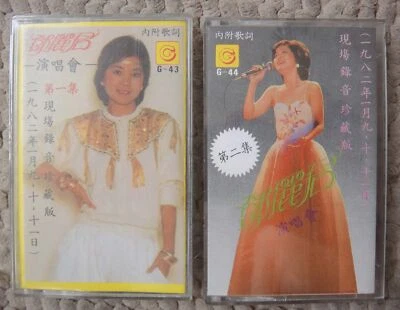 鄧麗君
演唱會
第一集
現場錄音珍藏版
(一九八二年一月九·十·十一日)
內附歌詞
G-43
內附歌詞
G-44
(一九八二年一月九·十·十一日)
現場錄音珍藏版
第二集
鄧麗君
演唱會